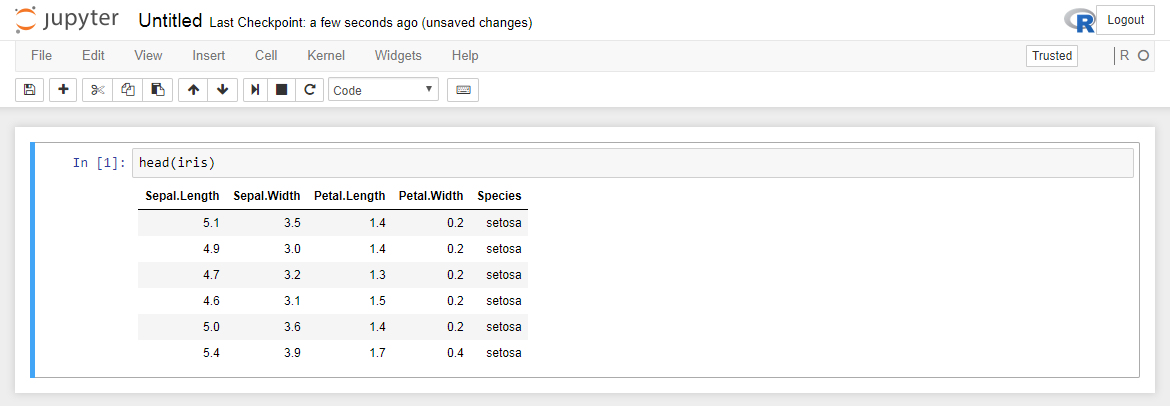 jupyter Untitled Last Checkpoint: a few seconds ago (unsaved changes) R Logout
File Edit View Insert Cell Kernel Widgets Help Trusted R
Code
In [1]: head(iris)
Sepal.Length Sepal.Width Petal.Length Petal.Width Species
5.1 3.5 1.4 0.2 setosa
4.9 3.0 1.4 0.2 setosa
4.7 3.2 1.3 0.2 setosa
4.6 3.1 1.5 0.2 setosa
5.0 3.6 1.4 0.2 setosa
5.4 3.9 1.7 0.4 setosa